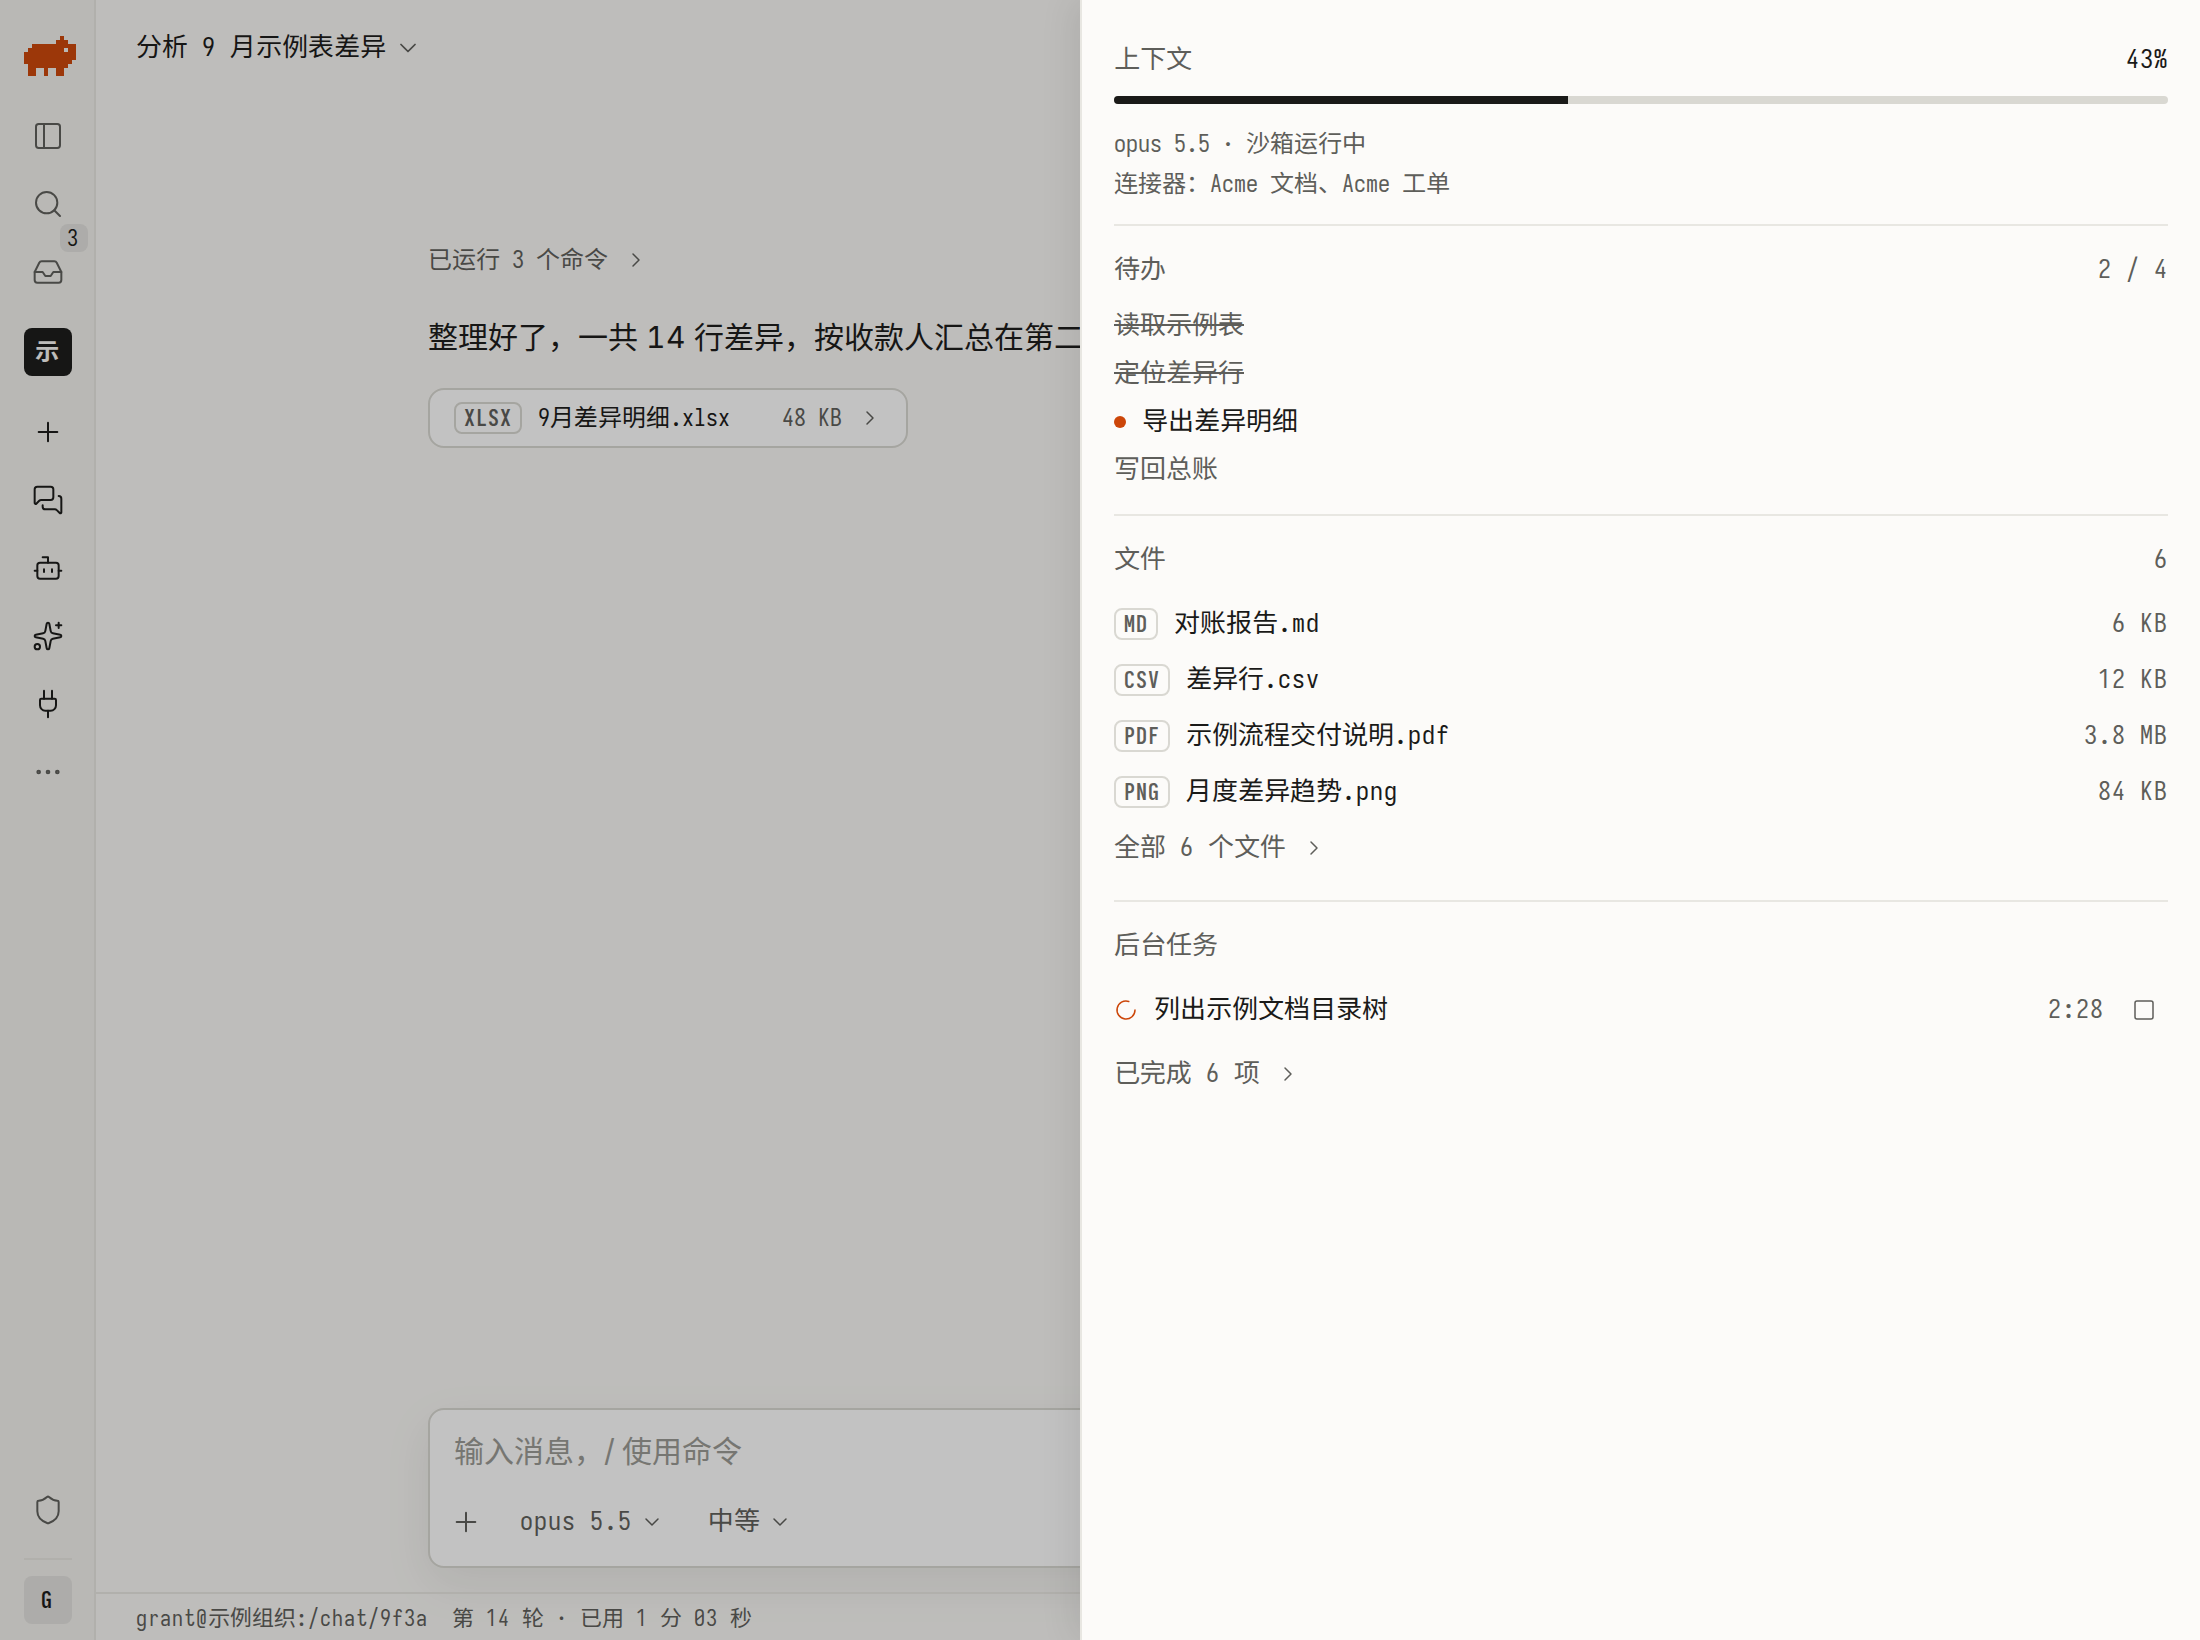 分析 9 月示例表差异
3
示
已运行 3 个命令
整理好了，一共 14 行差异，按收款人汇总在第二
XLSX 9月差异明细.xlsx 48 KB
输入消息，/ 使用命令
opus 5.5 中等
G
grant@示例组织:/chat/9f3a 第 14 轮 · 已用 1 分 03 秒
上下文 43%
opus 5.5 · 沙箱运行中
连接器：Acme 文档、Acme 工单
待办 2 / 4
读取示例表
定位差异行
导出差异明细
写回总账
文件 6
MD 对账报告.md 6 KB
CSV 差异行.csv 12 KB
PDF 示例流程交付说明.pdf 3.8 MB
PNG 月度差异趋势.png 84 KB
全部 6 个文件
后台任务
列出示例文档目录树 2:28
已完成 6 项